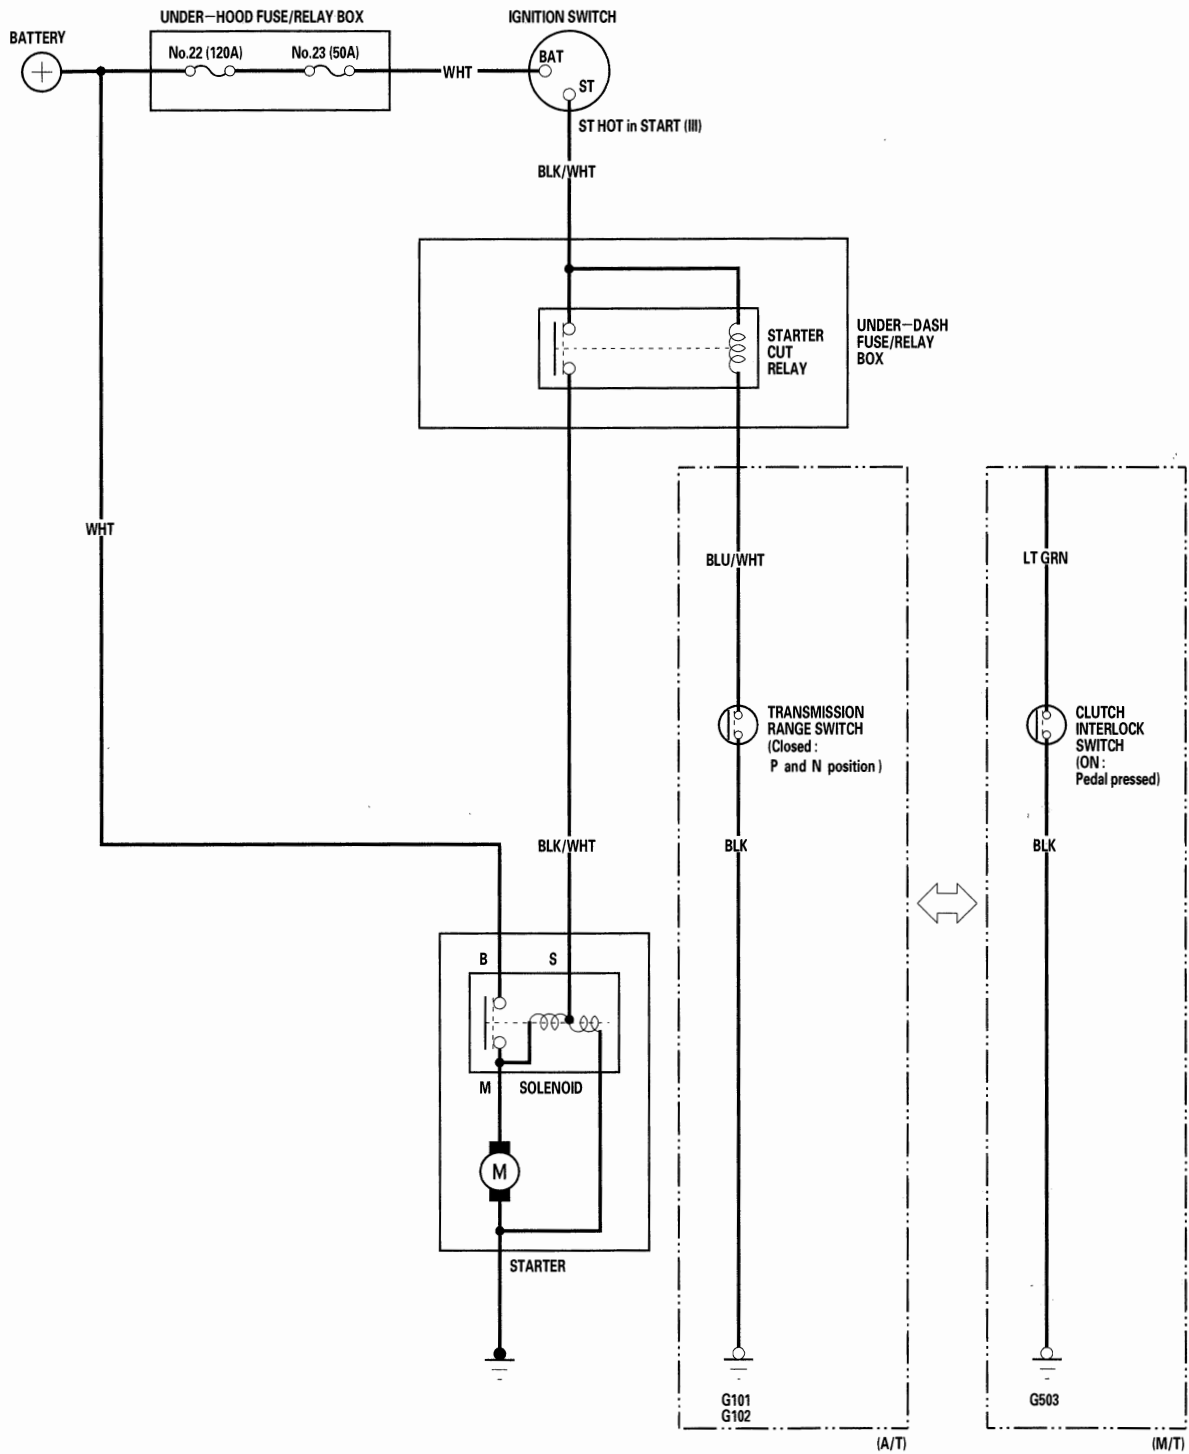 UNDER-HOOD FUSE/RELAY BOX
IGNITION SWITCH
BATTERY
No.22 (120A)
No.23 (50A)
BAT
WHT
ST
ST HOT in START (III)
BLK/WHT
UNDER-DASH
FUSE/RELAY
BOX
STARTER
CUT
RELAY
WHT
BLU/WHT
LT GRN
TRANSMISSION
RANGE SWITCH
(Closed :
P and N position )
CLUTCH
INTERLOCK
SWITCH
(ON :
Pedal pressed)
BLK/WHT
BLK
BLK
B
S
M
SOLENOID
M
STARTER
G101
G102
G503
(A/T)
(M/T)